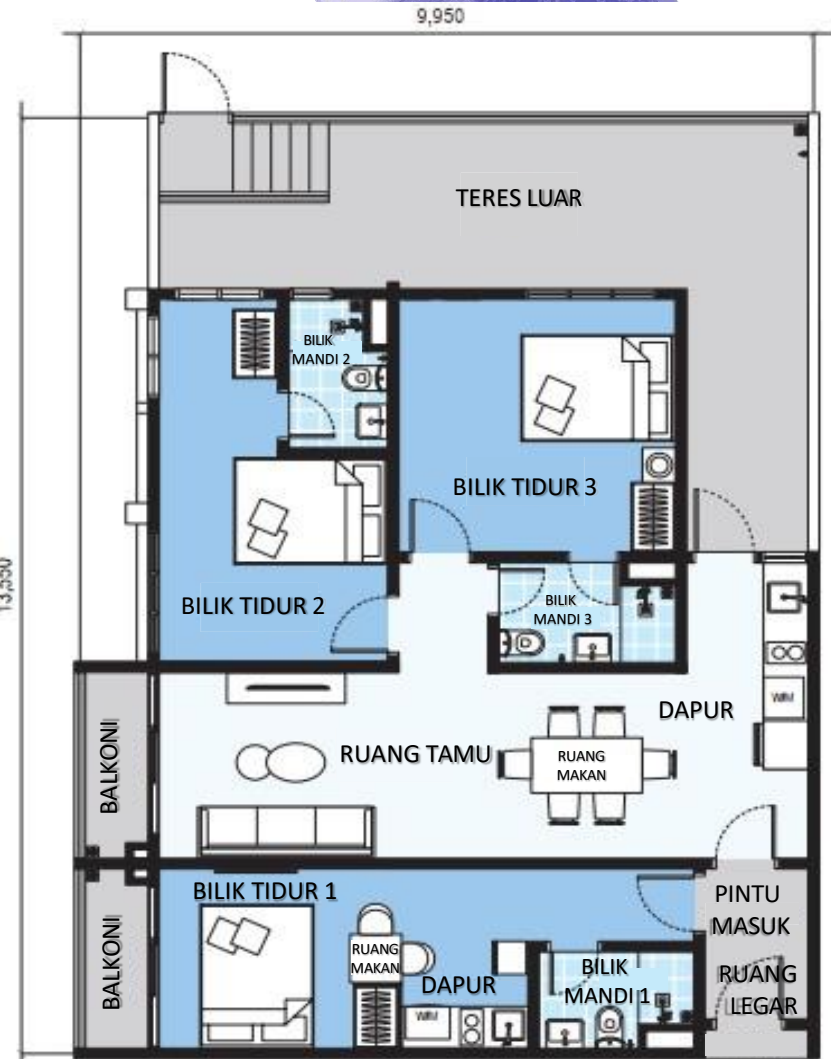 9,950
TERES LUAR
13,550
BILIK
MANDI 2
BILIK TIDUR 3
BILIK TIDUR 2
BILIK
MANDI 3
DAPUR
WM
BALKONI
RUANG TAMU
RUANG
MAKAN
BILIK TIDUR 1
PINTU
MASUK
BALKONI
RUANG
MAKAN
DAPUR
WM
BILIK
MANDI 1
RUANG
LEGAR